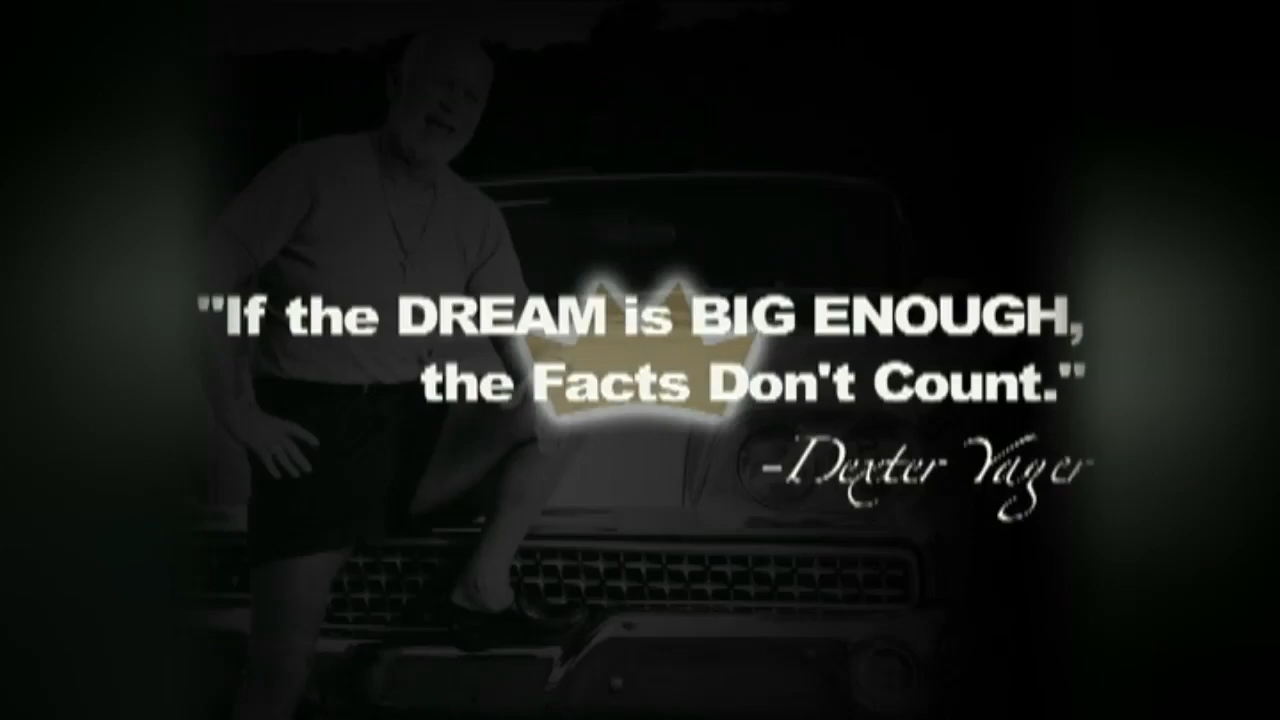 "If the DREAM is BIG ENOUGH,
the Facts Don't Count."
-Dexter Yager